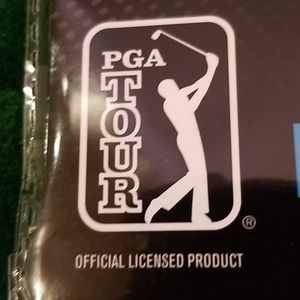 PGA
TOUR
®
OFFICIAL LICENSED PRODUCT